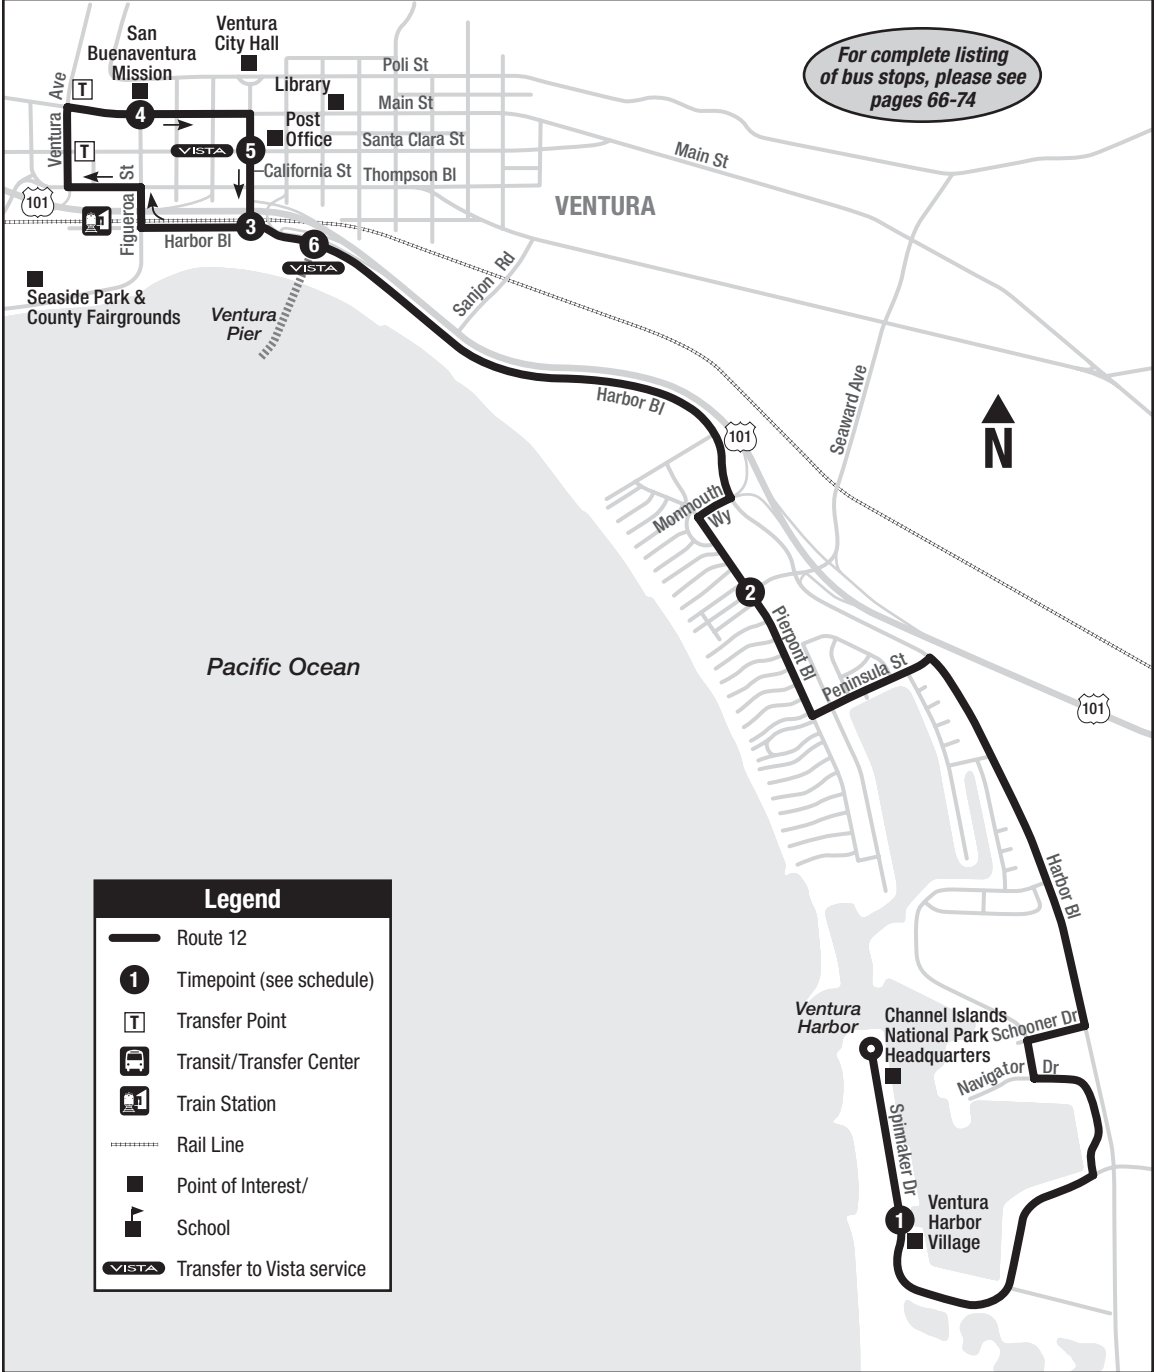 San
Buenaventura
Mission
Ventura
City Hall
For complete listing
of bus stops, please see
pages 66-74
Poli St
Ave
T
Library
Main St
4
Post
Office
Santa Clara St
Main St
Ventura
T
VISTA
5
California St
Thompson Bl
St
VENTURA
101
Figueroa
Harbor Bl
3
6
VISTA
Sanjon Rd
Seaside Park &
County Fairgrounds
Ventura
Pier
Harbor Bl
Seaward Ave
101
N
Monmouth
Wy
2
Pierpont Bl
Peninsula St
Pacific Ocean
101
Harbor Bl
Legend
Route 12
1
Timepoint (see schedule)
T
Transfer Point
Transit/Transfer Center
Train Station
Rail Line
Point of Interest/
School
VISTA
Transfer to Vista service
Ventura
Harbor
Channel Islands
National Park
Headquarters
Schooner Dr
Navigator Dr
Spinnaker Dr
1
Ventura
Harbor
Village